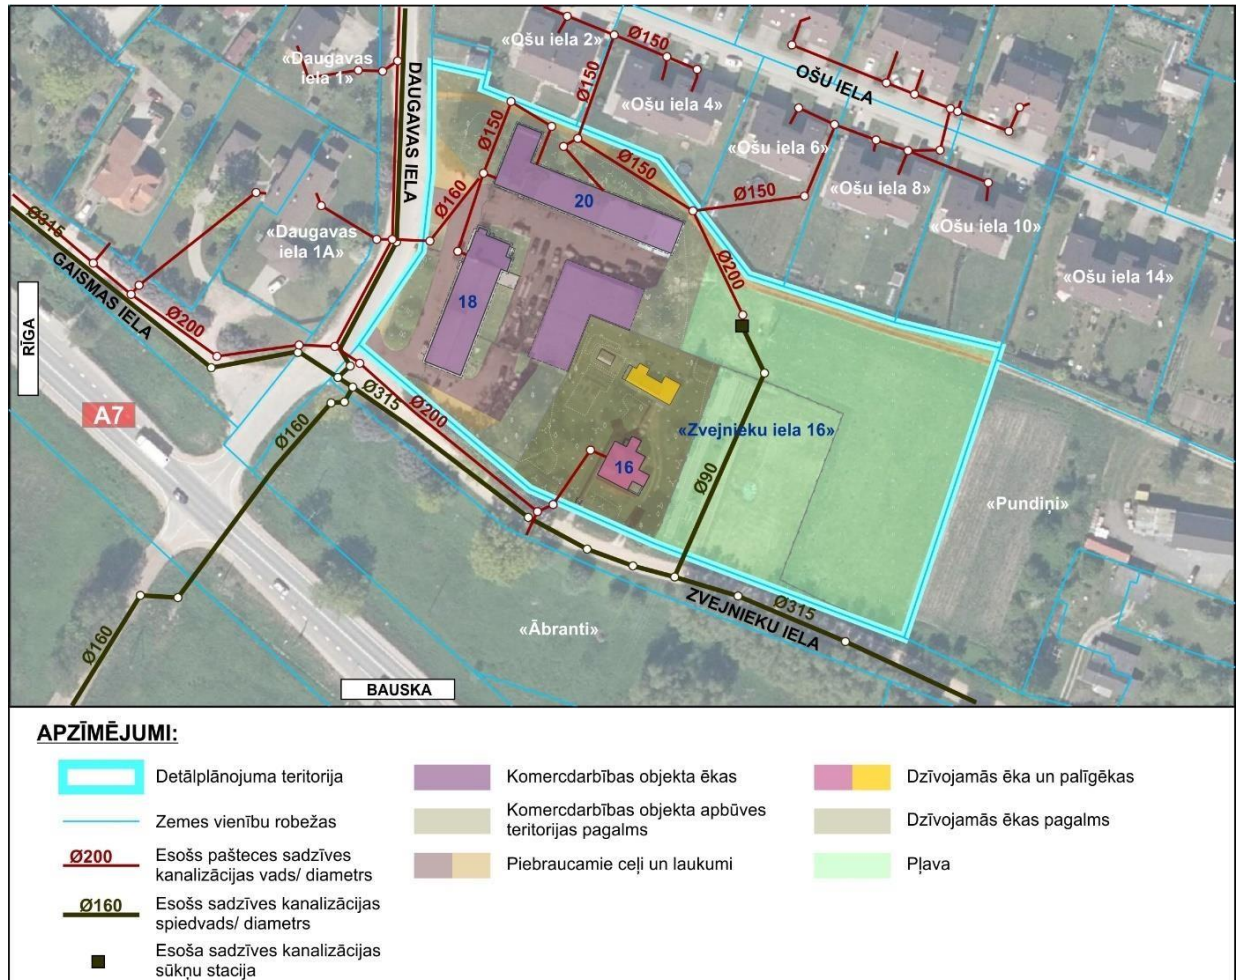 «Ošu iela 2»
Ø150
«Daugavas
iela 1»
DAUGAVAS IELA
Ø150
OŠU IELA
«Ošu iela 4»
Ø150
Ø150
«Ošu iela 6»
Ø160
20
Ø150
«Ošu iela 8»
Ø315
«Daugavas
iela 1A»
«Ošu iela 10»
GAISMAS IELA
Ø200
«Ošu iela 14»
18
RĪGA
Ø200
A7
Ø315
Ø200
Ø160
«Zvejnieku iela 16»
16
Ø90
«Pundiņi»
ZVEJNIEKU IELA
Ø315
«Ābranti»
Ø160
BAUSKA
APZĪMĒJUMI:
Detālplānojuma teritorija
Zemes vienību robežas
Ø200
Esošs pašteces sadzīves
kanalizācijas vads/ diametrs
Ø160
Esošs sadzīves kanalizācijas
spiedvads/ diametrs
Esoša sadzīves kanalizācijas
sūkņu stacija
Komercdarbības objekta ēkas
Komercdarbības objekta apbūves
teritorijas pagalms
Piebraucamie ceļi un laukumi
Dzīvojamās ēka un palīgēkas
Dzīvojamās ēkas pagalms
Pļava